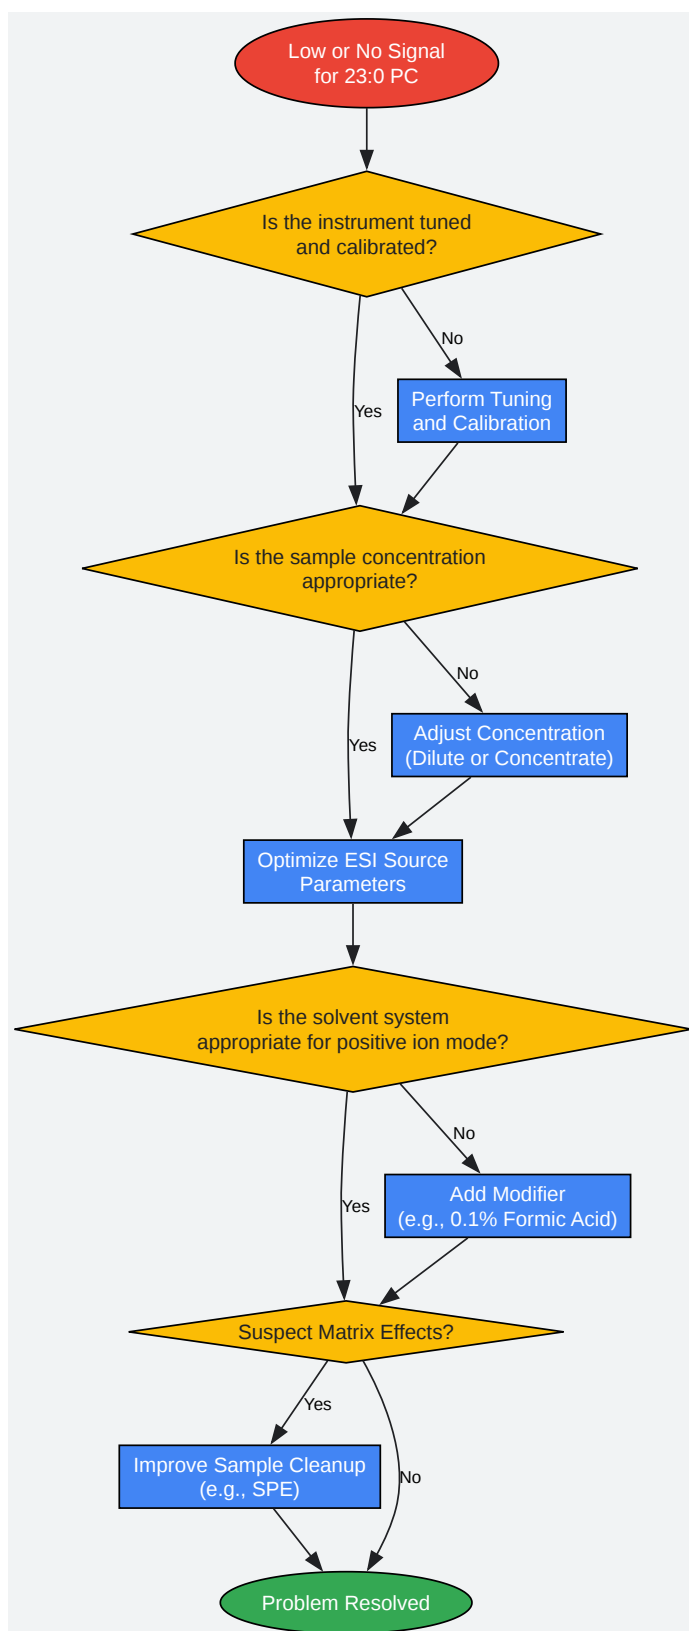 Low or No Signal
for 23:0 PC
Is the instrument tuned
and calibrated?
No
Perform Tuning
and Calibration
Yes
Is the sample concentration
appropriate?
No
Adjust Concentration
(Dilute or Concentrate)
Yes
Optimize ESI Source
Parameters
Is the solvent system
appropriate for positive ion mode?
No
Add Modifier
(e.g., 0.1% Formic Acid)
Yes
Suspect Matrix Effects?
Yes
Improve Sample Cleanup
(e.g., SPE)
No
Problem Resolved